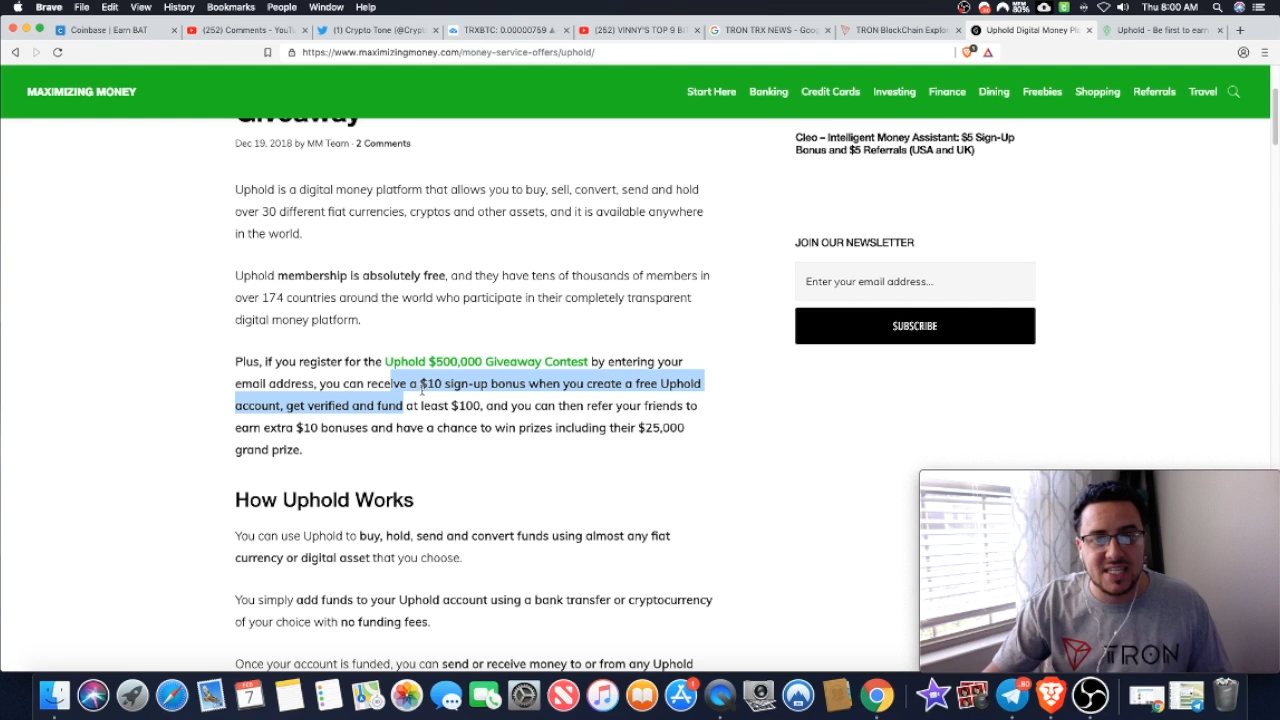 Brave File Edit View History Bookmarks People Window Help
MEM 80%
Thu 8:00 AM
Coinbase | Earn BAT
(252) Comments - YouTu
(1) Crypto Tone (@Crypt
TRXBTC: 0.00000759
(252) VINNY'S TOP 9 BIT
TRON TRX NEWS - Goog
TRON BlockChain Explor
Uphold Digital Money Pla
Uphold - Be first to earn
https://www.maximizingmoney.com/money-service-offers/uphold/
MAXIMIZING MONEY
Start Here Banking Credit Cards Investing Finance Dining Freebies Shopping Referrals Travel
Giveaway
Dec 19, 2018 by MM Team · 2 Comments
Uphold is a digital money platform that allows you to buy, sell, convert, send and hold
over 30 different fiat currencies, cryptos and other assets, and it is available anywhere
in the world.
Uphold membership is absolutely free, and they have tens of thousands of members in
over 174 countries around the world who participate in their completely transparent
digital money platform.
Plus, if you register for the Uphold $500,000 Giveaway Contest by entering your
email address, you can receive a $10 sign-up bonus when you create a free Uphold
account, get verified and fund at least $100, and you can then refer your friends to
earn extra $10 bonuses and have a chance to win prizes including their $25,000
grand prize.
How Uphold Works
You can use Uphold to buy, hold, send and convert funds using almost any fiat
currency or digital asset that you choose.
You simply add funds to your Uphold account using a bank transfer or cryptocurrency
of your choice with no funding fees.
Once your account is funded, you can send or receive money to or from any Uphold
Cleo – Intelligent Money Assistant: $5 Sign-Up
Bonus and $5 Referrals (USA and UK)
JOIN OUR NEWSLETTER
Enter your email address...
SUBSCRIBE
TRON
FEB
7
1
80